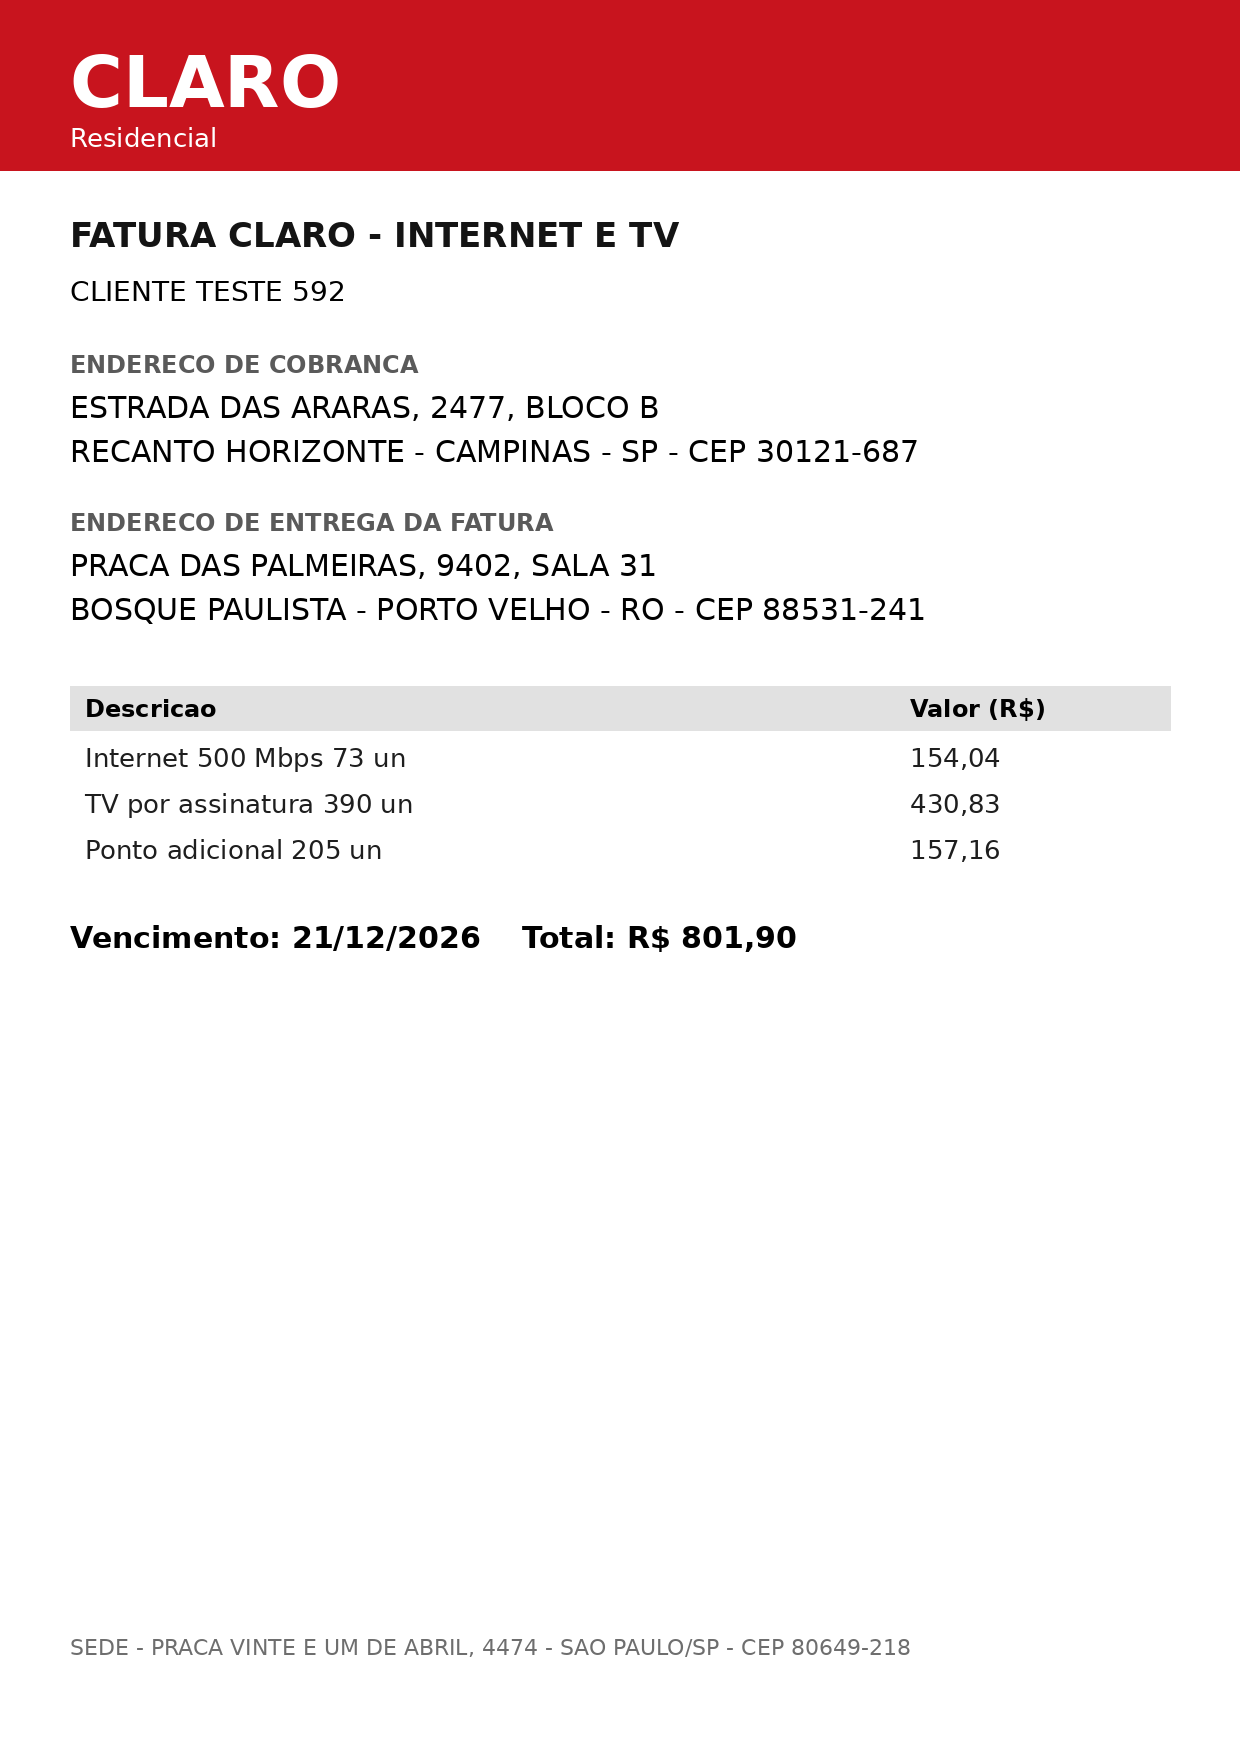 CLARO
Residencial
FATURA CLARO - INTERNET E TV
CLIENTE TESTE 592
ENDERECO DE COBRANCA
ESTRADA DAS ARARAS, 2477, BLOCO B
RECANTO HORIZONTE - CAMPINAS - SP - CEP 30121-687
ENDERECO DE ENTREGA DA FATURA
PRACA DAS PALMEIRAS, 9402, SALA 31
BOSQUE PAULISTA - PORTO VELHO - RO - CEP 88531-241
Descricao Valor (R$)
Internet 500 Mbps 73 un 154,04
TV por assinatura 390 un 430,83
Ponto adicional 205 un 157,16
Vencimento: 21/12/2026 Total: R$ 801,90
SEDE - PRACA VINTE E UM DE ABRIL, 4474 - SAO PAULO/SP - CEP 80649-218